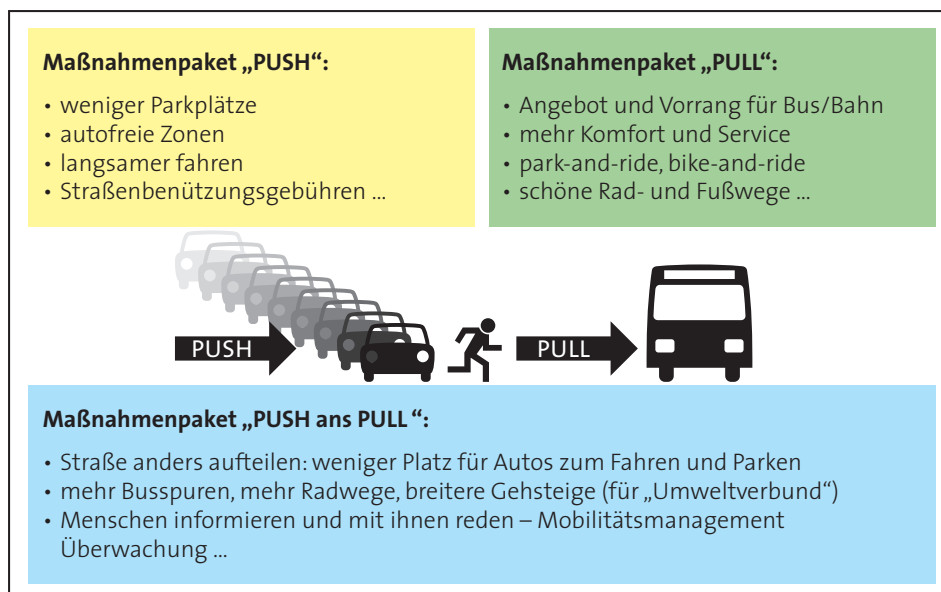 Maßnahmenpaket „PUSH“:
• weniger Parkplätze
• autofreie Zonen
• langsamer fahren
• Straßenbenützungsgebühren ...
Maßnahmenpaket „PULL“:
• Angebot und Vorrang für Bus/Bahn
• mehr Komfort und Service
• park-and-ride, bike-and-ride
• schöne Rad- und Fußwege ...
PUSH
PULL
Maßnahmenpaket „PUSH ans PULL “:
• Straße anders aufteilen: weniger Platz für Autos zum Fahren und Parken
• mehr Busspuren, mehr Radwege, breitere Gehsteige (für „Umweltverbund“)
• Menschen informieren und mit ihnen reden – Mobilitätsmanagement
Überwachung ...